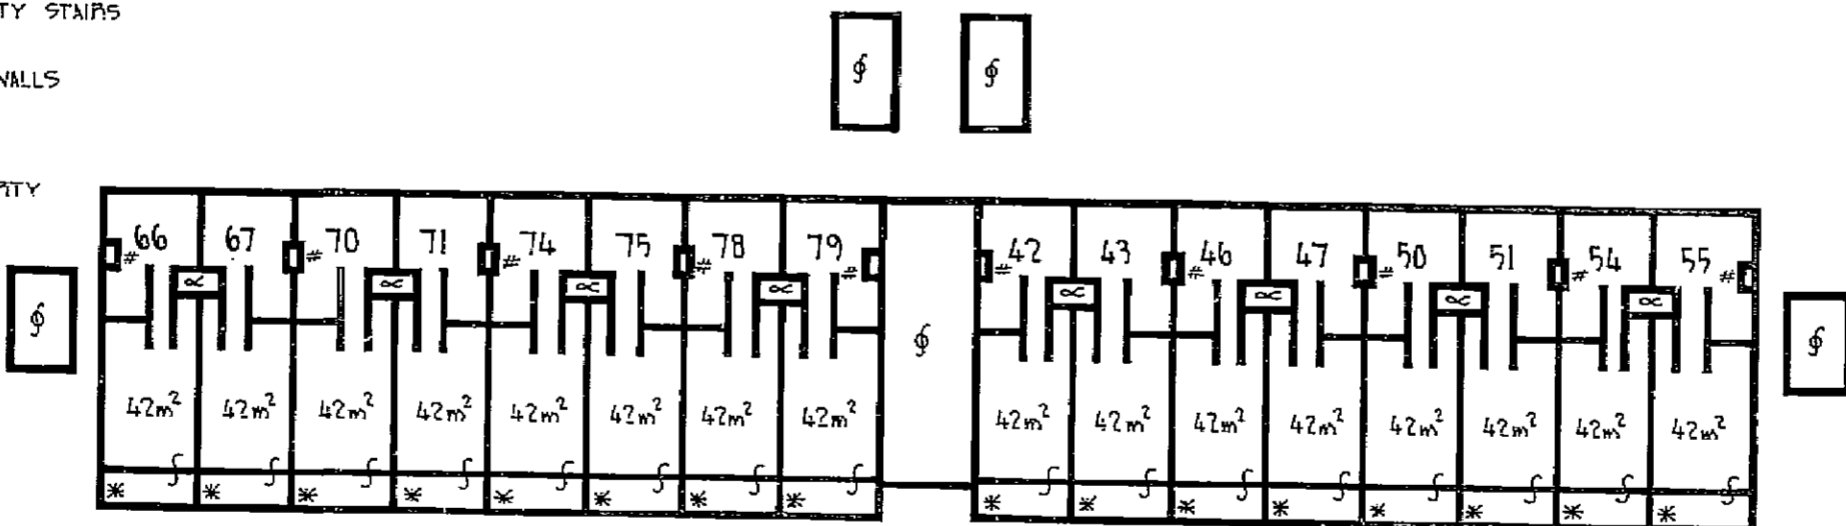 TY STAIRS
WALLS
RTY
∮ ∮
66 67 70 71 74 75 78 79 42 43 46 47 50 51 54 55
# # # # # # # # # #
∝ ∝ ∝ ∝ ∝ ∝ ∝ ∝
∮ ∮ ∮
42m² 42m² 42m² 42m² 42m² 42m² 42m² 42m² 42m² 42m² 42m² 42m² 42m² 42m² 42m² 42m²
∫ ∫ ∫ ∫ ∫ ∫ ∫ ∫ ∫ ∫ ∫ ∫ ∫ ∫ ∫ ∫
* * * * * * * * * * * * * * * *